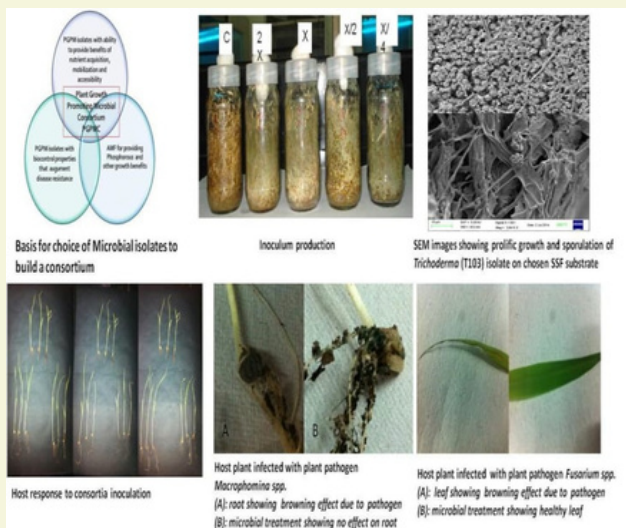 PGPM isolates with ability
to provide benefits of
nutrient acquisition,
mobilization and
accessibility
Plant Growth
Promoting Microbial
Consortium
PGPMC
PGPM isolates with
biocontrol properties
that augument
disease resistance
AMF for providing
Phosphorous and
other growth benefits
Basis for choice of Microbial isolates to
build a consortium
C
2
X
X
X/2
X/
4
Inoculum production
SEM images showing prolific growth and sporulation of
Trichoderma (T103) isolate on chosen SSF substrate
Host response to consortia inoculation
A
B
Host plant infected with plant pathogen
Macrophomina spp.
(A): root showing browning effect due to pathogen
(B): microbial treatment showing no effect on root
Host plant infected with plant pathogen Fusarium spp.
(A): leaf showing browning effect due to pathogen
(B): microbial treatment showing healthy leaf